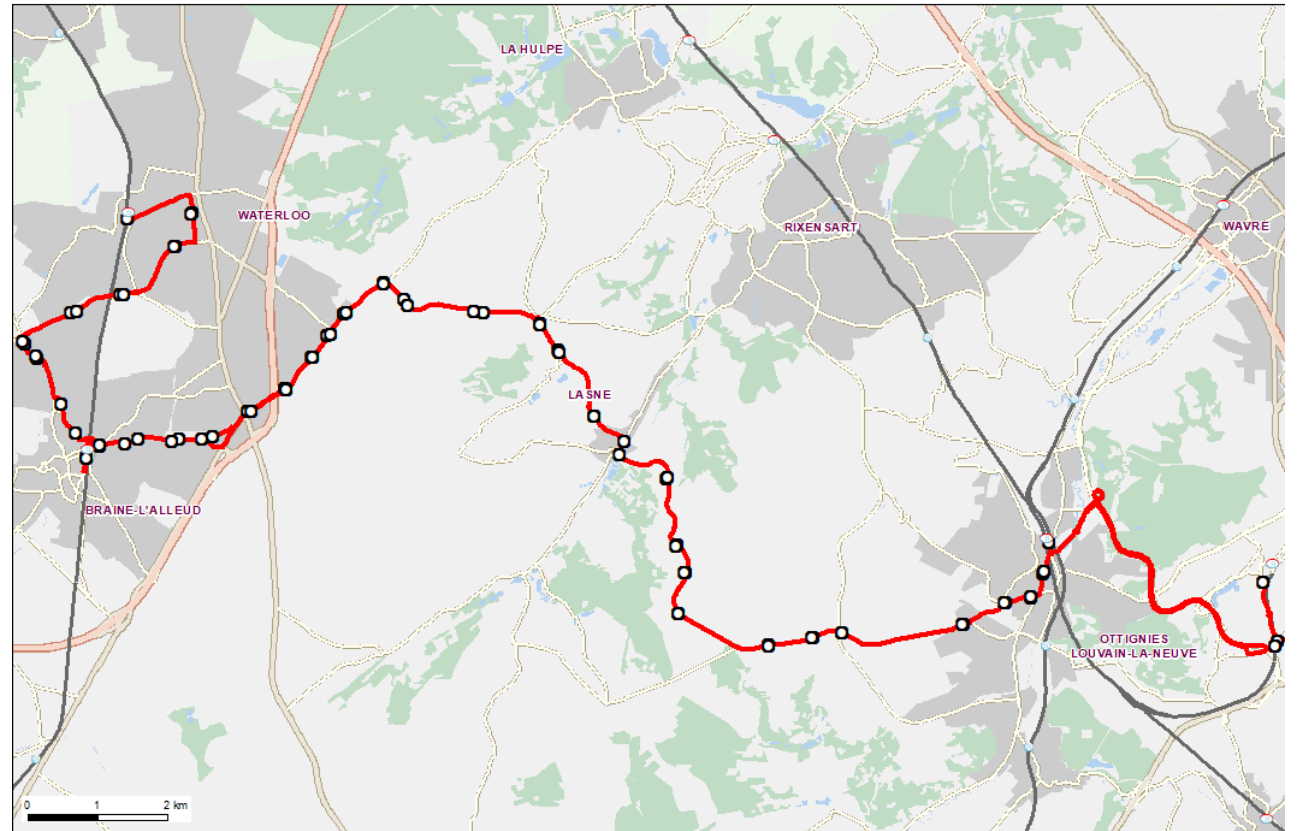 LA HULPE
WATERLOO
RIXENSART
WAVRE
LASNE
BRAINE-L'ALLEUD
OTTIGNIES
LOUVAIN-LA-NEUVE
0 1 2 km